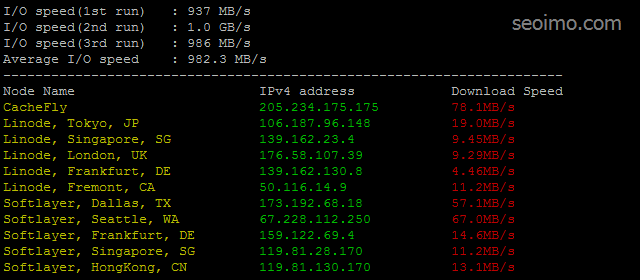 I/O speed(1st run)   : 937 MB/s
seoimo.com
I/O speed(2nd run)   : 1.0 GB/s
I/O speed(3rd run)   : 986 MB/s
Average I/O speed    : 982.3 MB/s
----------------------------------------------------------------------
Node Name                       IPv4 address            Download Speed
CacheFly                        205.234.175.175         78.1MB/s
Linode, Tokyo, JP               106.187.96.148          19.0MB/s
Linode, Singapore, SG           139.162.23.4            9.45MB/s
Linode, London, UK              176.58.107.39           9.29MB/s
Linode, Frankfurt, DE           139.162.130.8           4.46MB/s
Linode, Fremont, CA             50.116.14.9             11.2MB/s
Softlayer, Dallas, TX           173.192.68.18           57.1MB/s
Softlayer, Seattle, WA          67.228.112.250          67.0MB/s
Softlayer, Frankfurt, DE        159.122.69.4            14.6MB/s
Softlayer, Singapore, SG        119.81.28.170           11.2MB/s
Softlayer, HongKong, CN         119.81.130.170          13.1MB/s